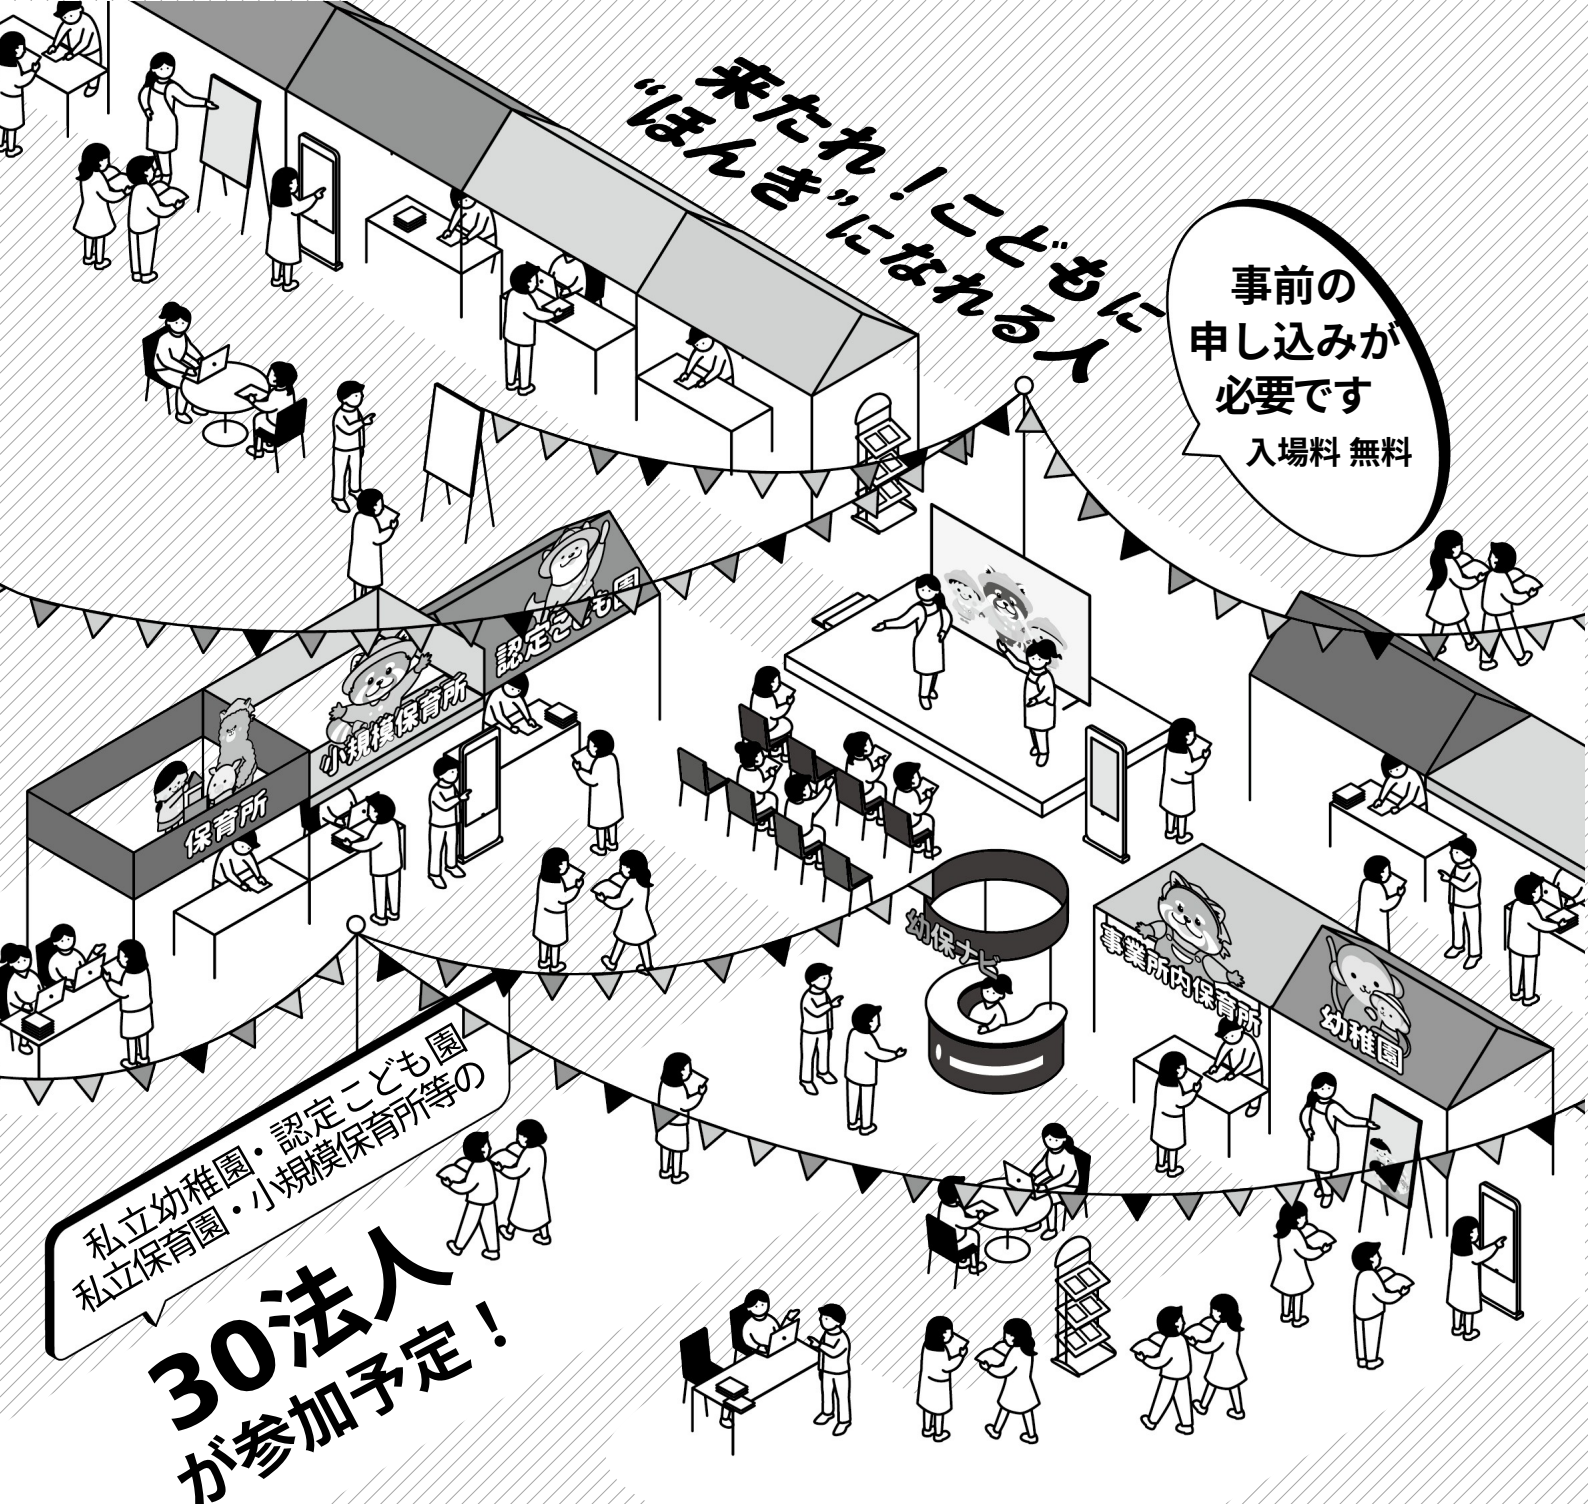 来たれ！こどもに
“ほんき”になれる人
事前の
申し込みが
必要です
入場料 無料
認定こども園
小規模保育所
保育所
幼保ナビ
事業所内保育所
幼稚園
私立幼稚園・認定こども園
私立保育園・小規模保育所等の
30法人
が参加予定！